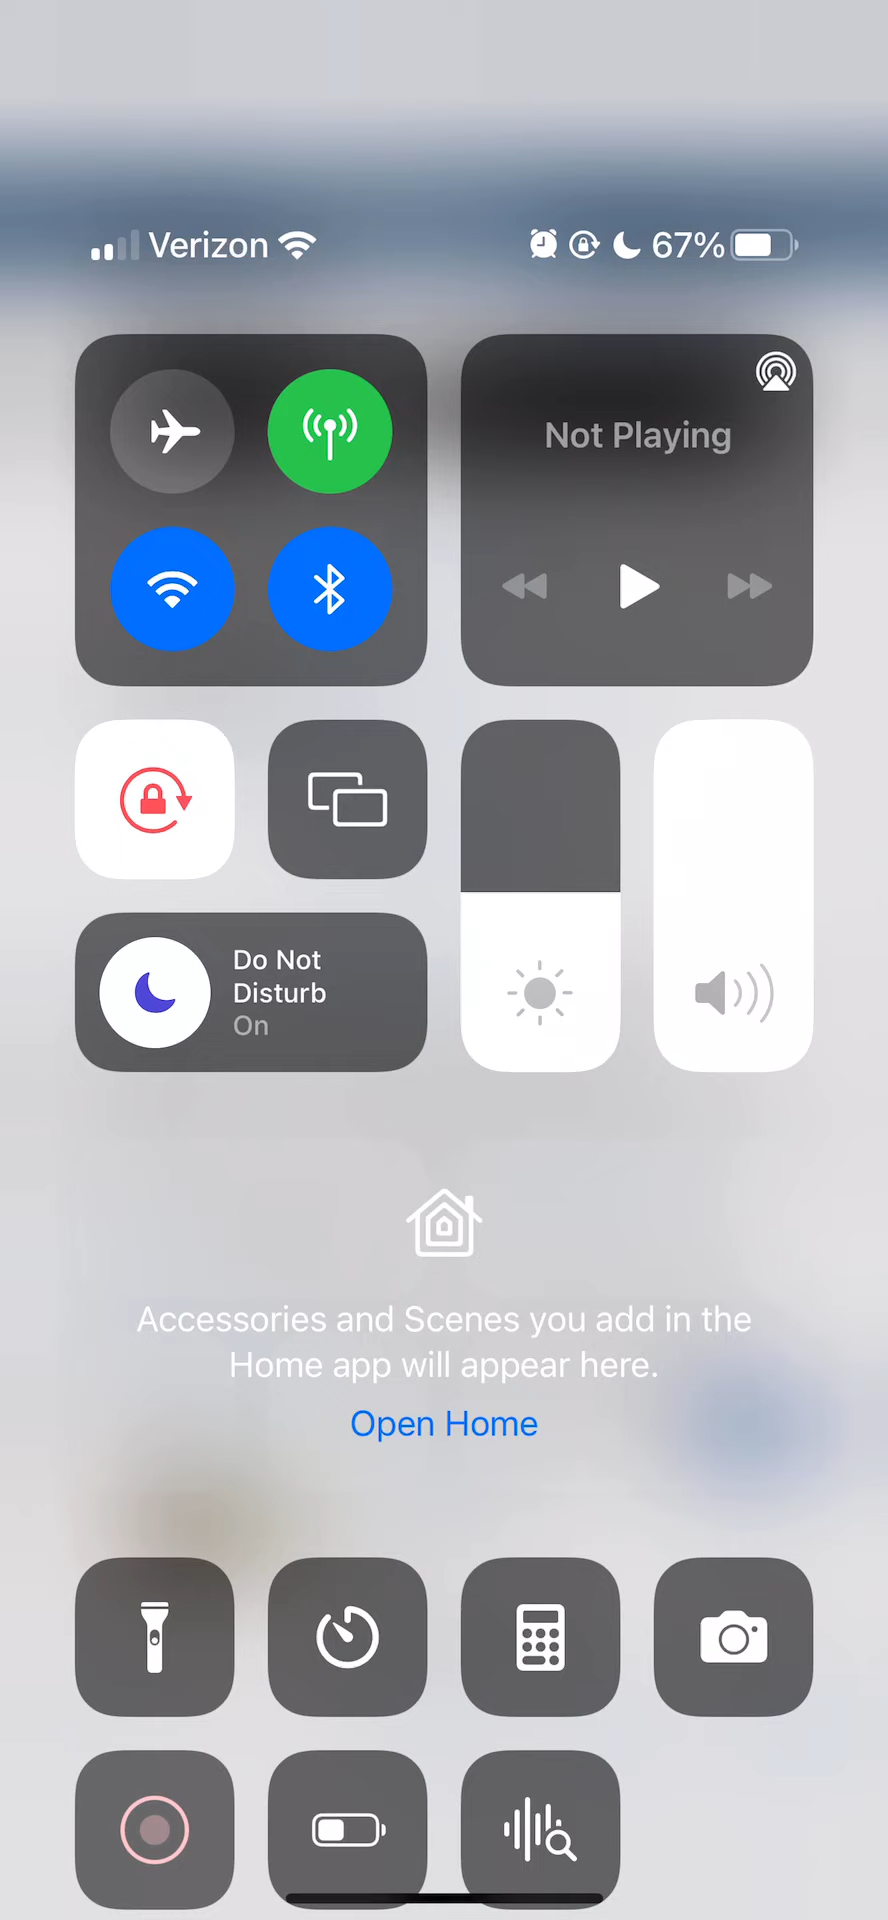 Verizon
67%
Not Playing
Do Not
Disturb
On
Accessories and Scenes you add in the
Home app will appear here.
Open Home